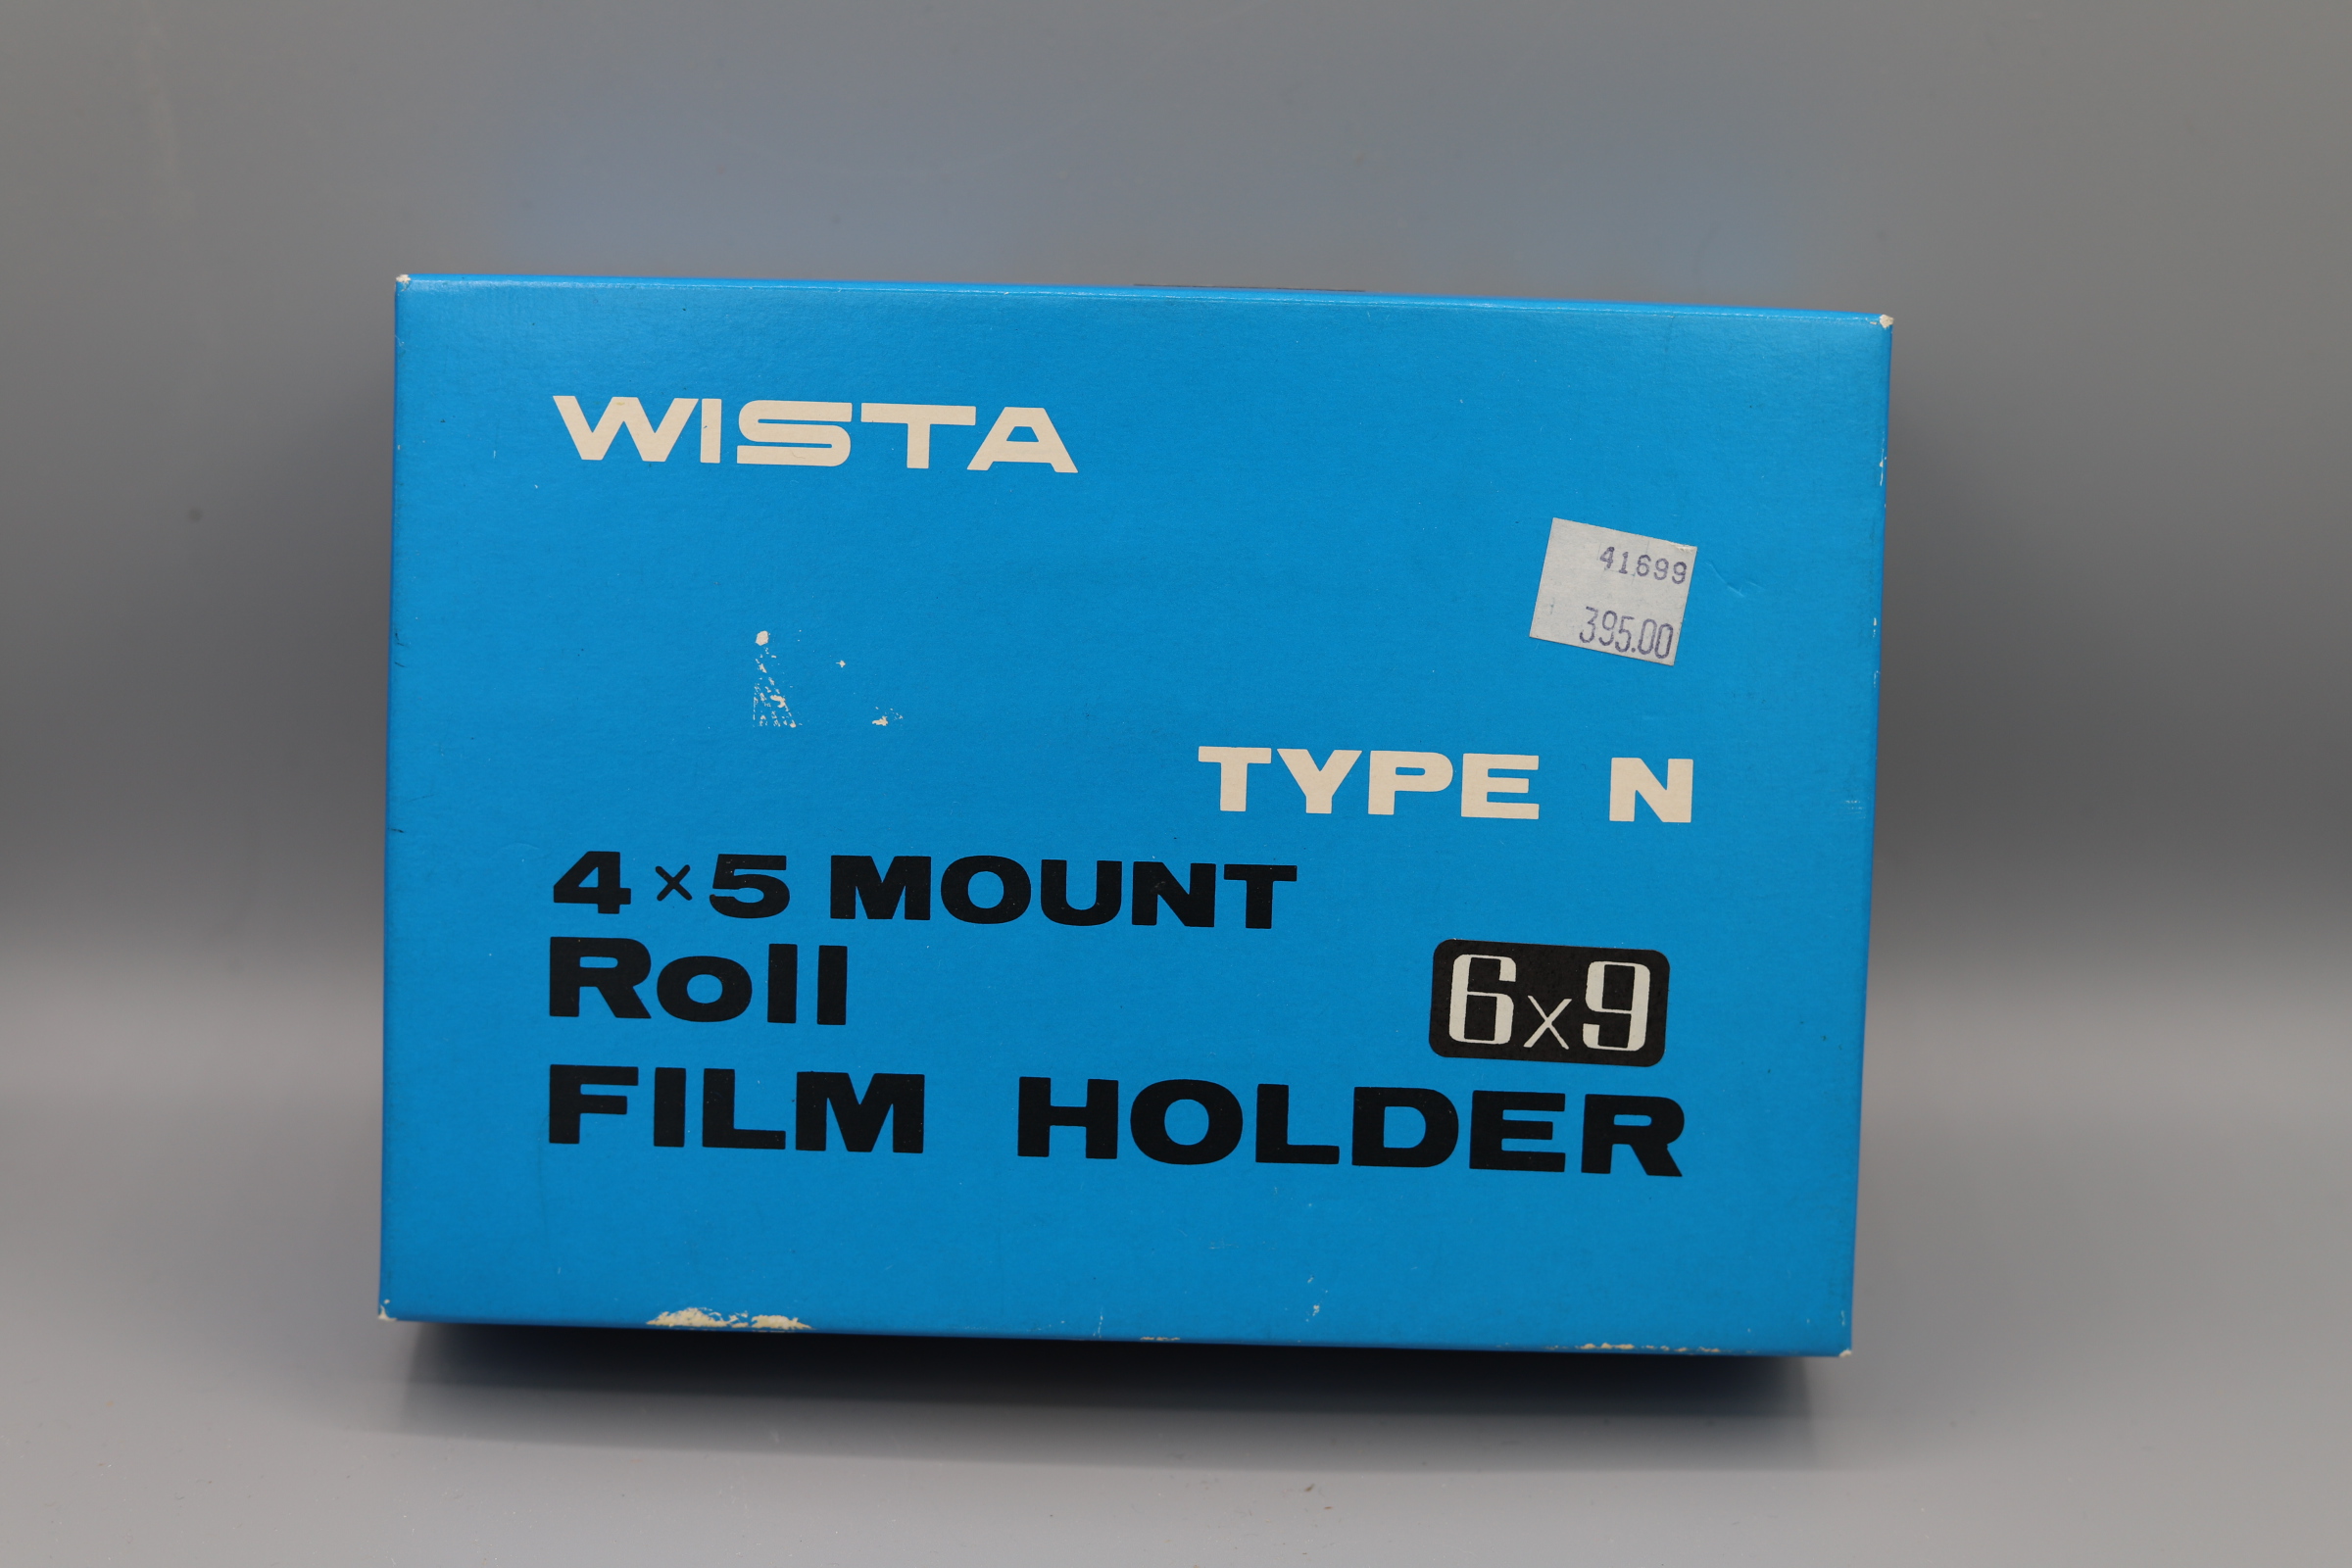 WISTA
41699
395.00
TYPE N
4×5 MOUNT
Roll
6x9
FILM HOLDER